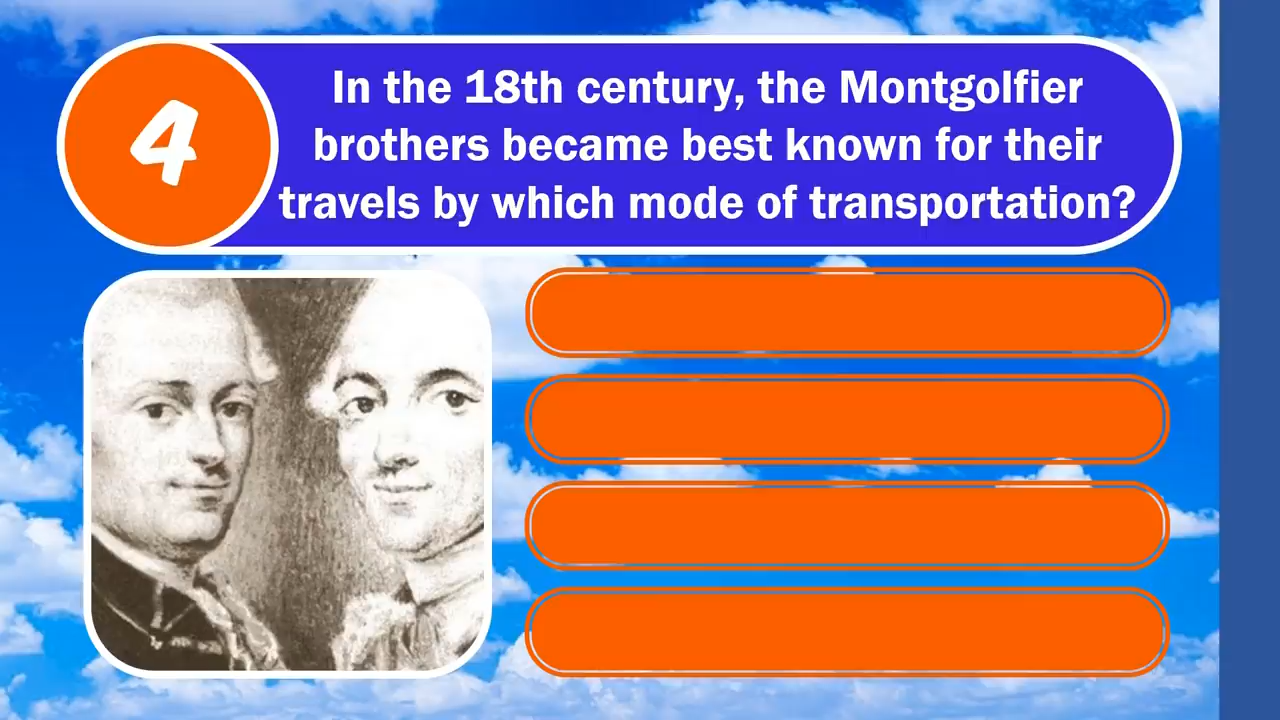 4
In the 18th century, the Montgolfier
brothers became best known for their
travels by which mode of transportation?